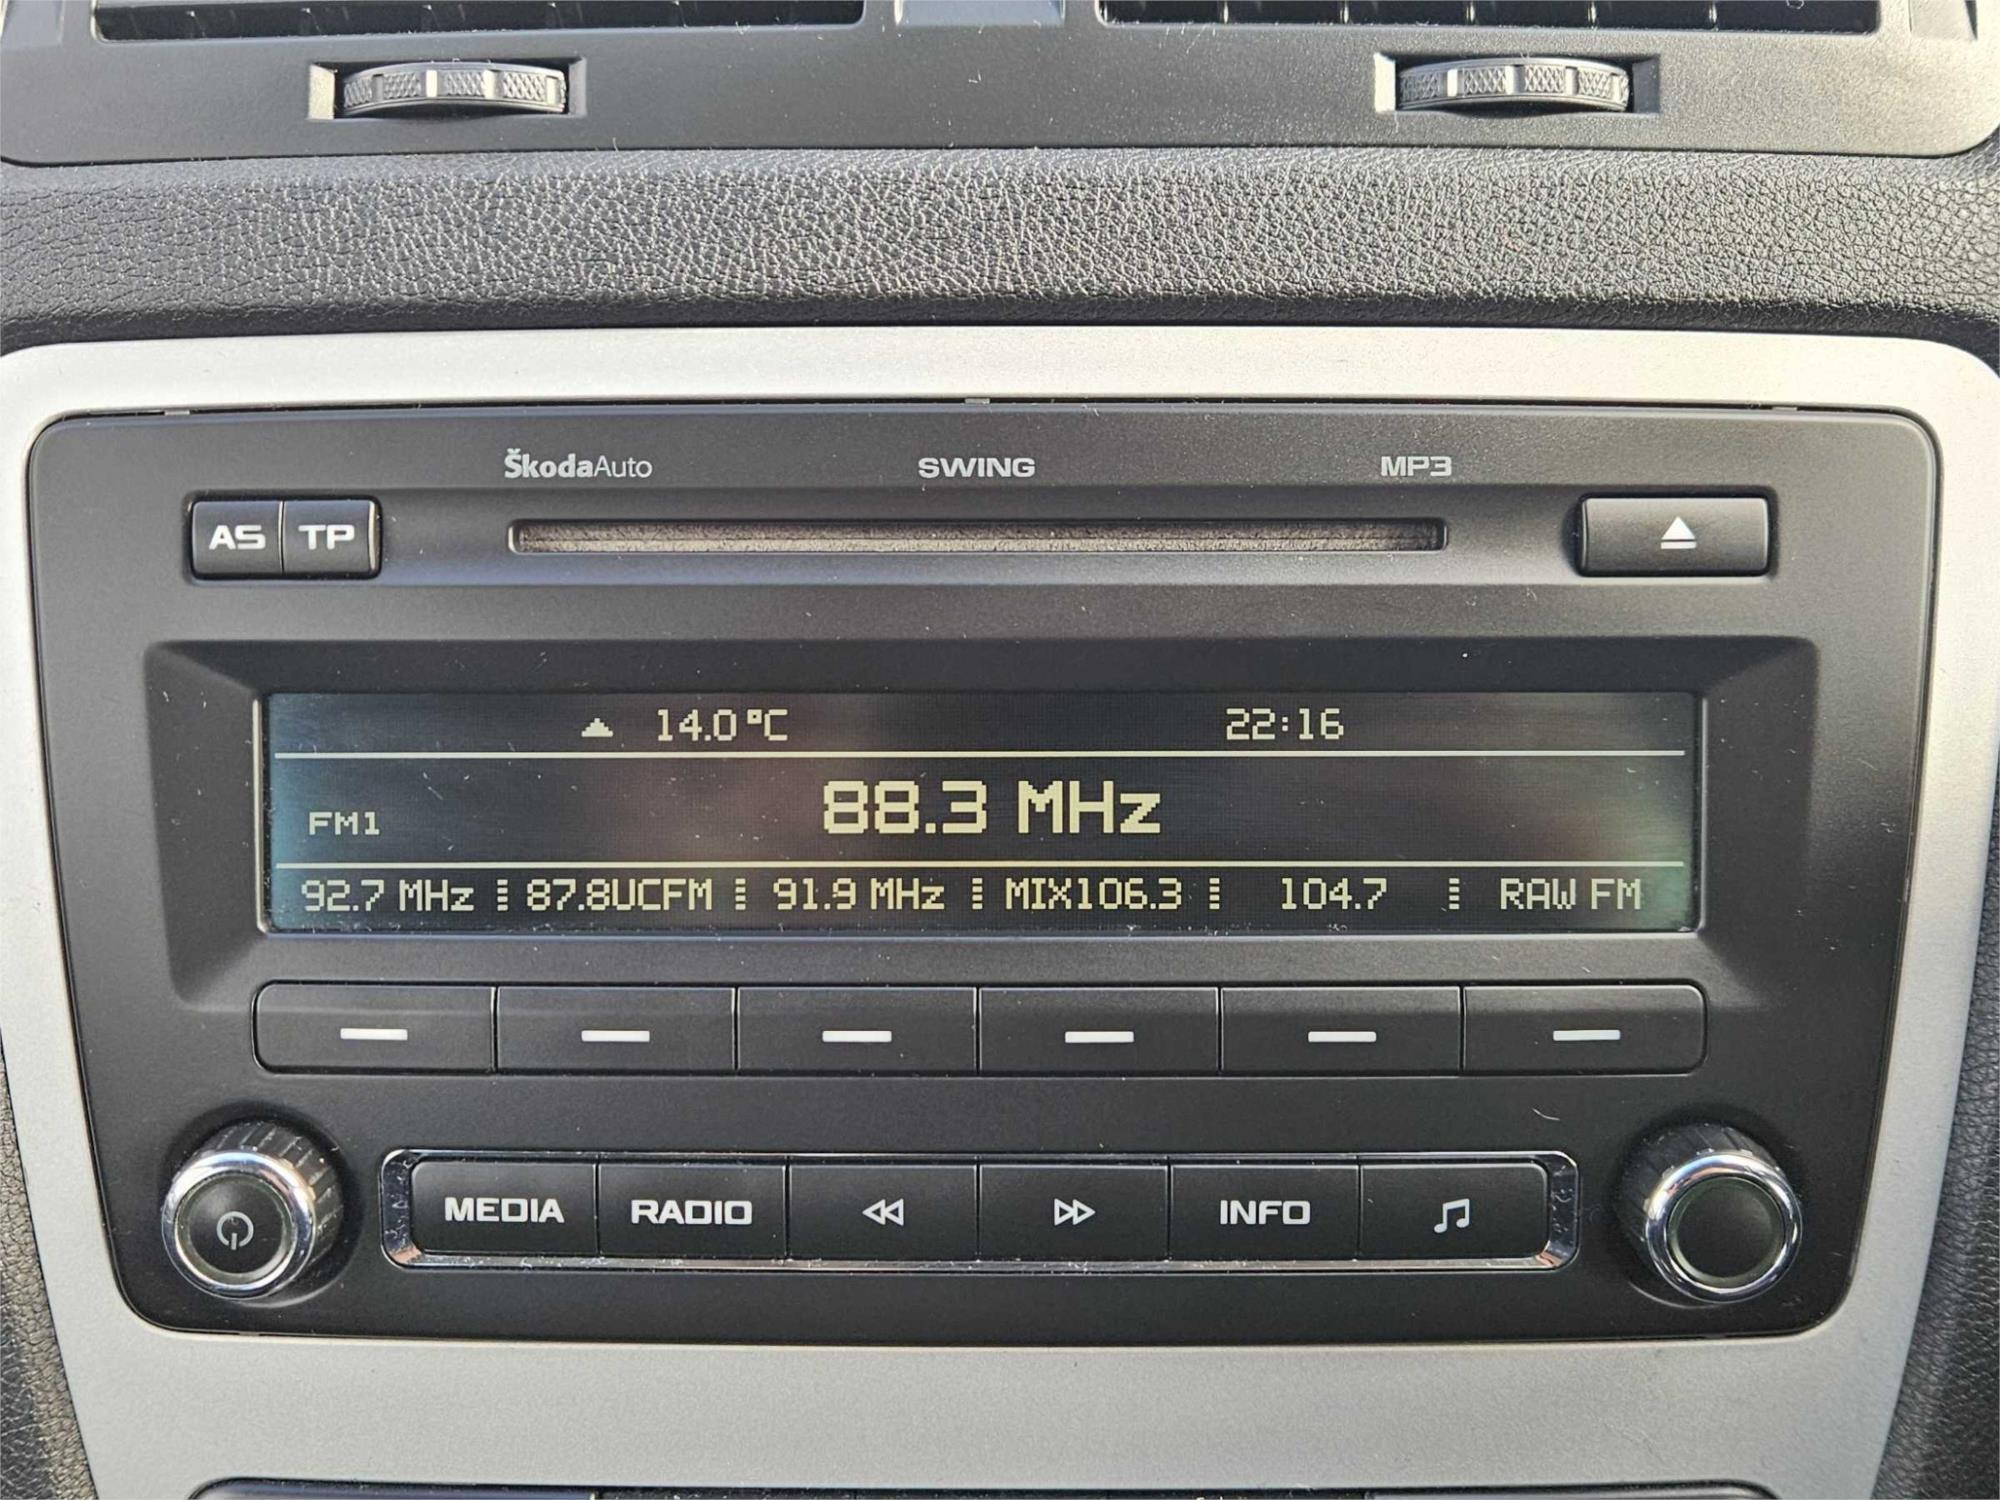 ŠkodaAuto SWING MP3
AS TP
14.0°C 22:16
FM1 88.3 MHz
92.7 MHz 87.8UCFM 91.9 MHz MIX106.3 104.7 RAW FM
MEDIA RADIO INFO